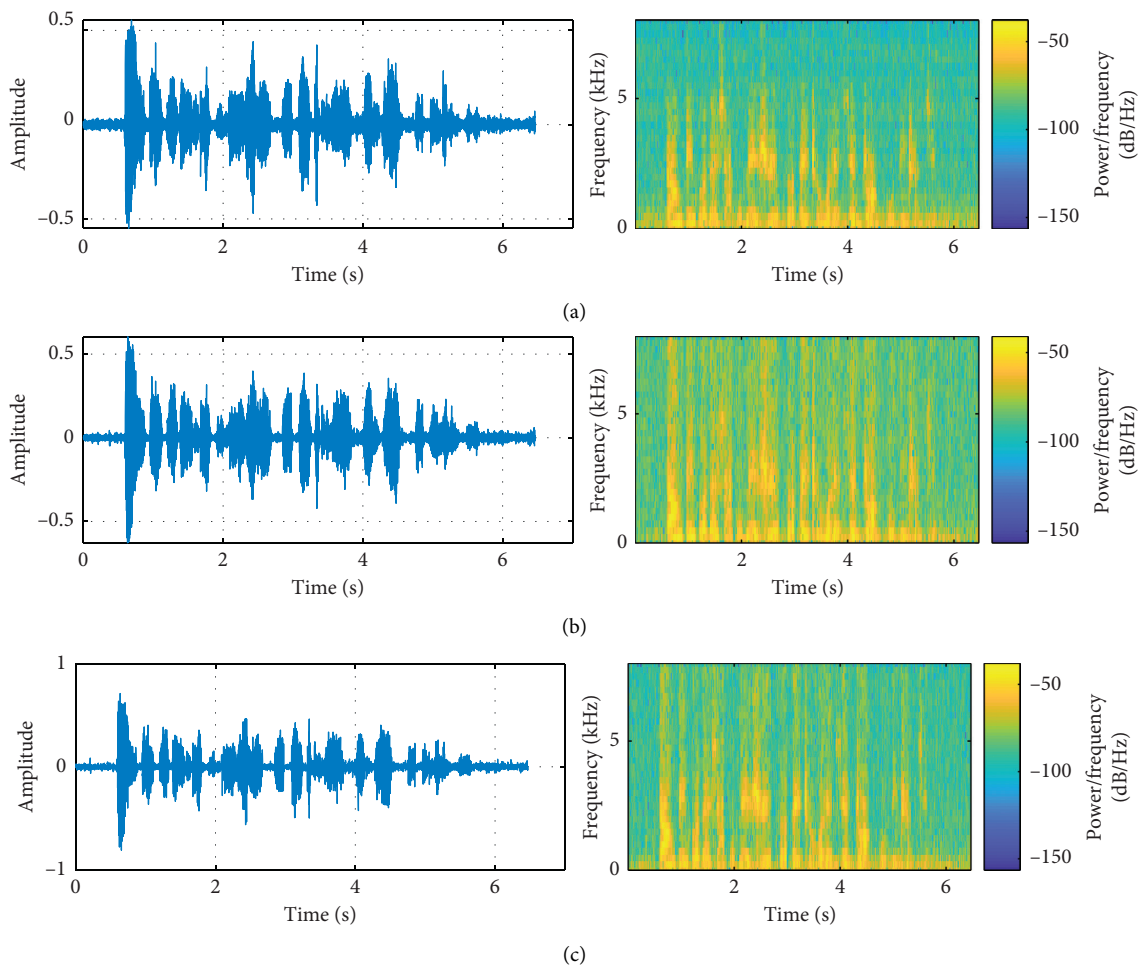 0.5
0
−0.5
Amplitude
0
2
4
6
Time (s)
5
0
Frequency (kHz)
2
4
6
Time (s)
−50
−100
−150
Power/frequency
(dB/Hz)
(a)
0.5
0
−0.5
Amplitude
0
2
4
6
Time (s)
5
0
Frequency (kHz)
2
4
6
Time (s)
−50
−100
−150
Power/frequency
(dB/Hz)
(b)
1
0
−1
Amplitude
0
2
4
6
Time (s)
5
0
Frequency (kHz)
2
4
6
Time (s)
−50
−100
−150
Power/frequency
(dB/Hz)
(c)